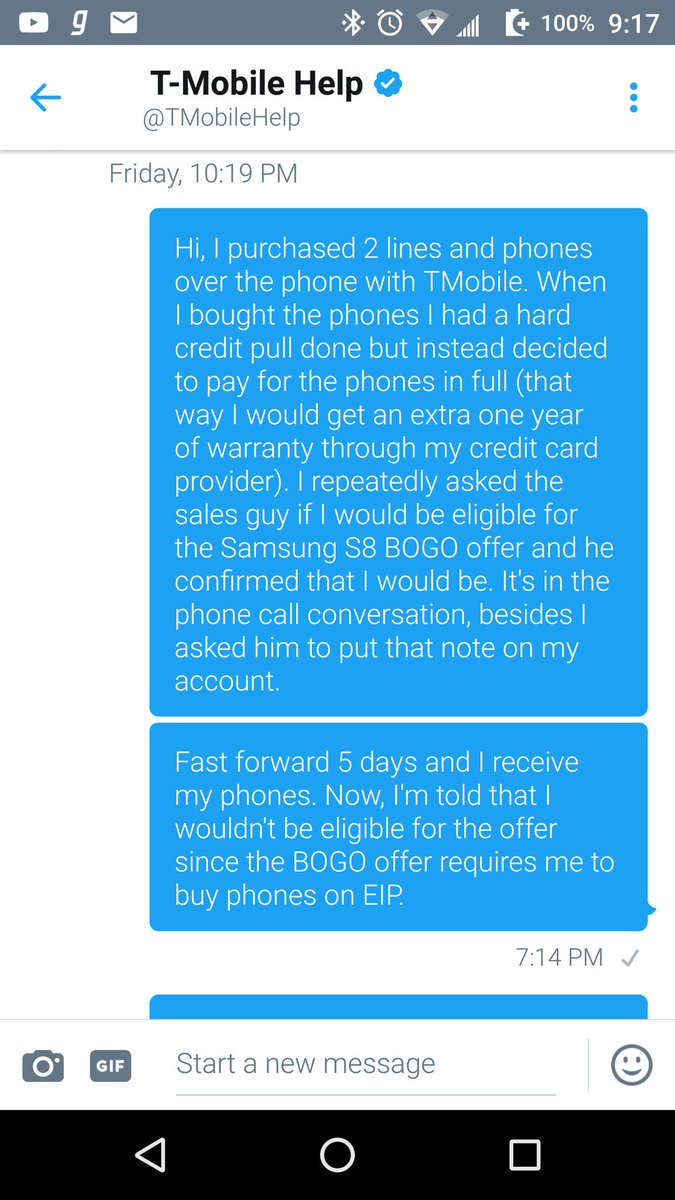 100% 9:17
T-Mobile Help
@TMobileHelp
Friday, 10:19 PM
Hi, I purchased 2 lines and phones
over the phone with TMobile. When
I bought the phones I had a hard
credit pull done but instead decided
to pay for the phones in full (that
way I would get an extra one year
of warranty through my credit card
provider). I repeatedly asked the
sales guy if I would be eligible for
the Samsung S8 BOGO offer and he
confirmed that I would be. It's in the
phone call conversation, besides I
asked him to put that note on my
account.
Fast forward 5 days and I receive
my phones. Now, I'm told that I
wouldn't be eligible for the offer
since the BOGO offer requires me to
buy phones on EIP.
7:14 PM
GIF
Start a new message